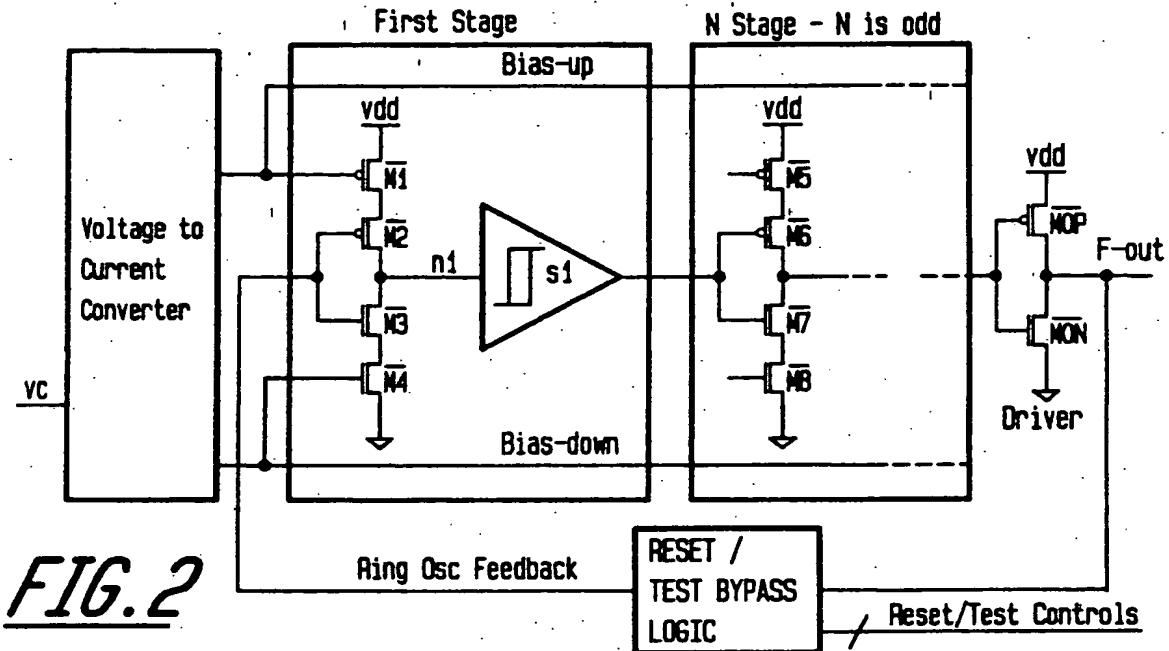 First Stage
N Stage - N is odd
Bias-up
vdd
vdd
vdd
M1
M5
M2
M6
MOP
Voltage to
Current
Converter
n1
s1
F-out
M3
M7
MON
M4
M8
vc
Driver
Bias-down
FIG.2
Ring Osc Feedback
RESET /
TEST BYPASS
LOGIC
Reset/Test Controls